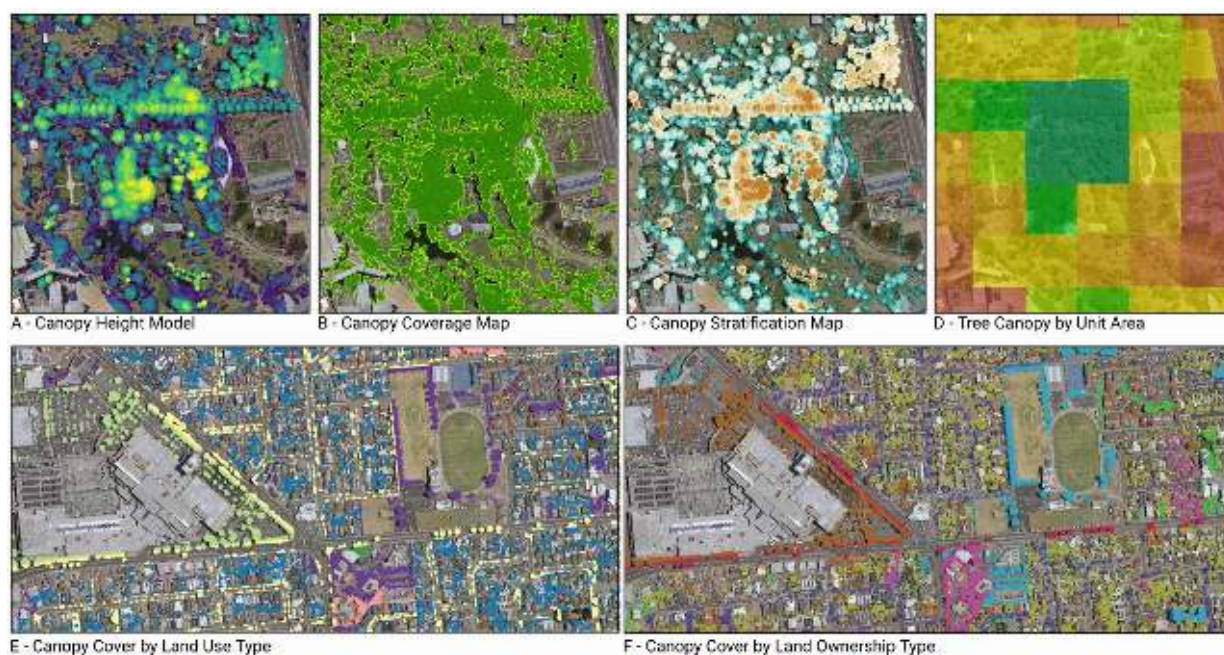 A - Canopy Height Model
B - Canopy Coverage Map
C - Canopy Stratification Map
D - Tree Canopy by Unit Area
E - Canopy Cover by Land Use Type
F - Canopy Cover by Land Ownership Type